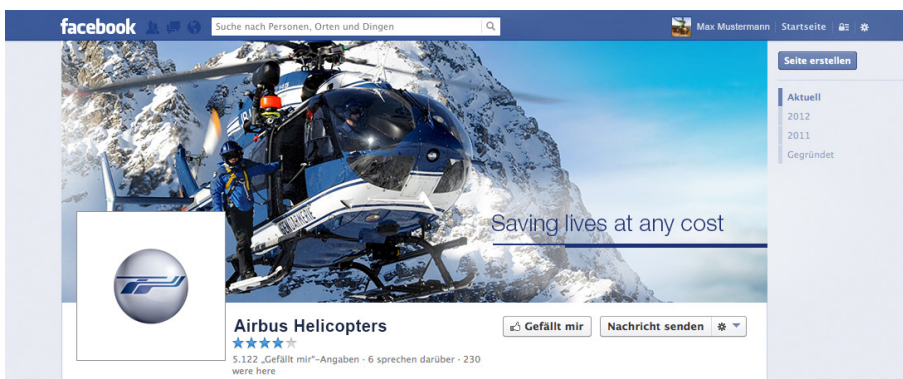 facebook
Suche nach Personen, Orten und Dingen
Max Mustermann
Startseite
Seite erstellen
Aktuell
2012
2011
Gegründet
GENDARMERIE
Saving lives at any cost
Airbus Helicopters
Gefällt mir
Nachricht senden
5.122 „Gefällt mir“-Angaben · 6 sprechen darüber · 230
were here